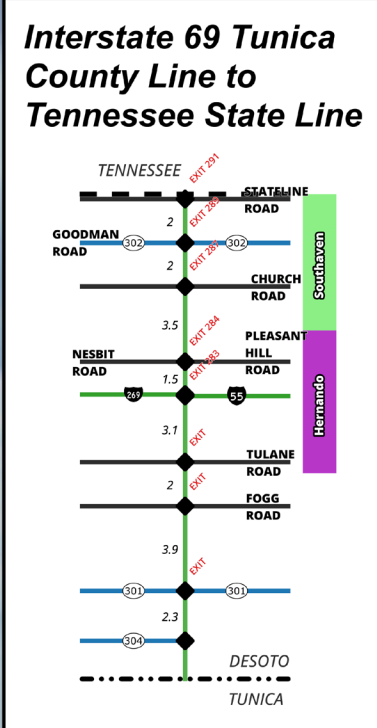 Interstate 69 Tunica
County Line to
Tennessee State Line
TENNESSEE
EXIT 291
STATELINE
ROAD
2
EXIT 289
GOODMAN
ROAD
302
302
Southaven
2
EXIT 287
CHURCH
ROAD
3.5
EXIT 284
PLEASANT
HILL
ROAD
NESBIT
ROAD
1.5
EXIT 283
269
55
Hernando
3.1
EXIT
TULANE
ROAD
2
EXIT
FOGG
ROAD
3.9
EXIT
301
301
2.3
304
DESOTO
TUNICA